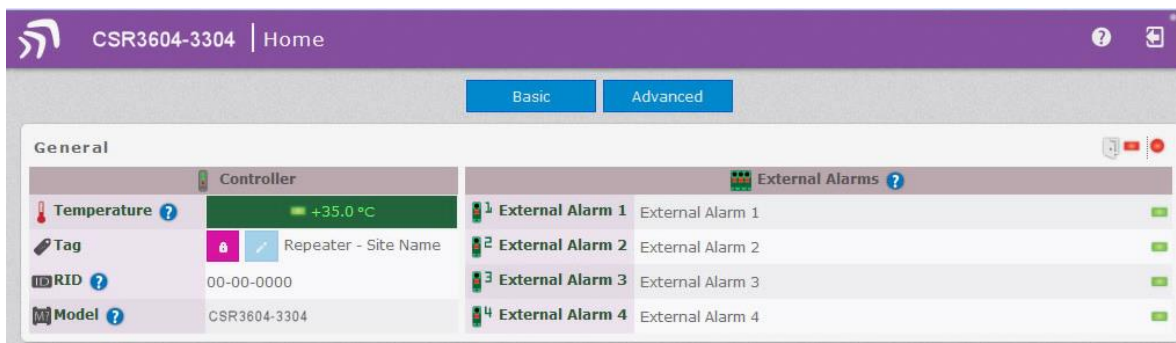 CSR3604-3304 | Home
Basic Advanced
General
Controller External Alarms
Temperature +35.0 °C 1 External Alarm 1 External Alarm 1
Tag Repeater - Site Name 2 External Alarm 2 External Alarm 2
ID RID 00-00-0000 3 External Alarm 3 External Alarm 3
Model CSR3604-3304 4 External Alarm 4 External Alarm 4